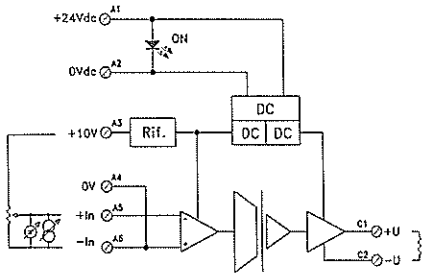 +24Vdc A1
ON
0Vdc A2
DC
DC DC
+10V A3 Rif.
0V A4
+In A5
-In A6
- +
C1 +U
C2 -U